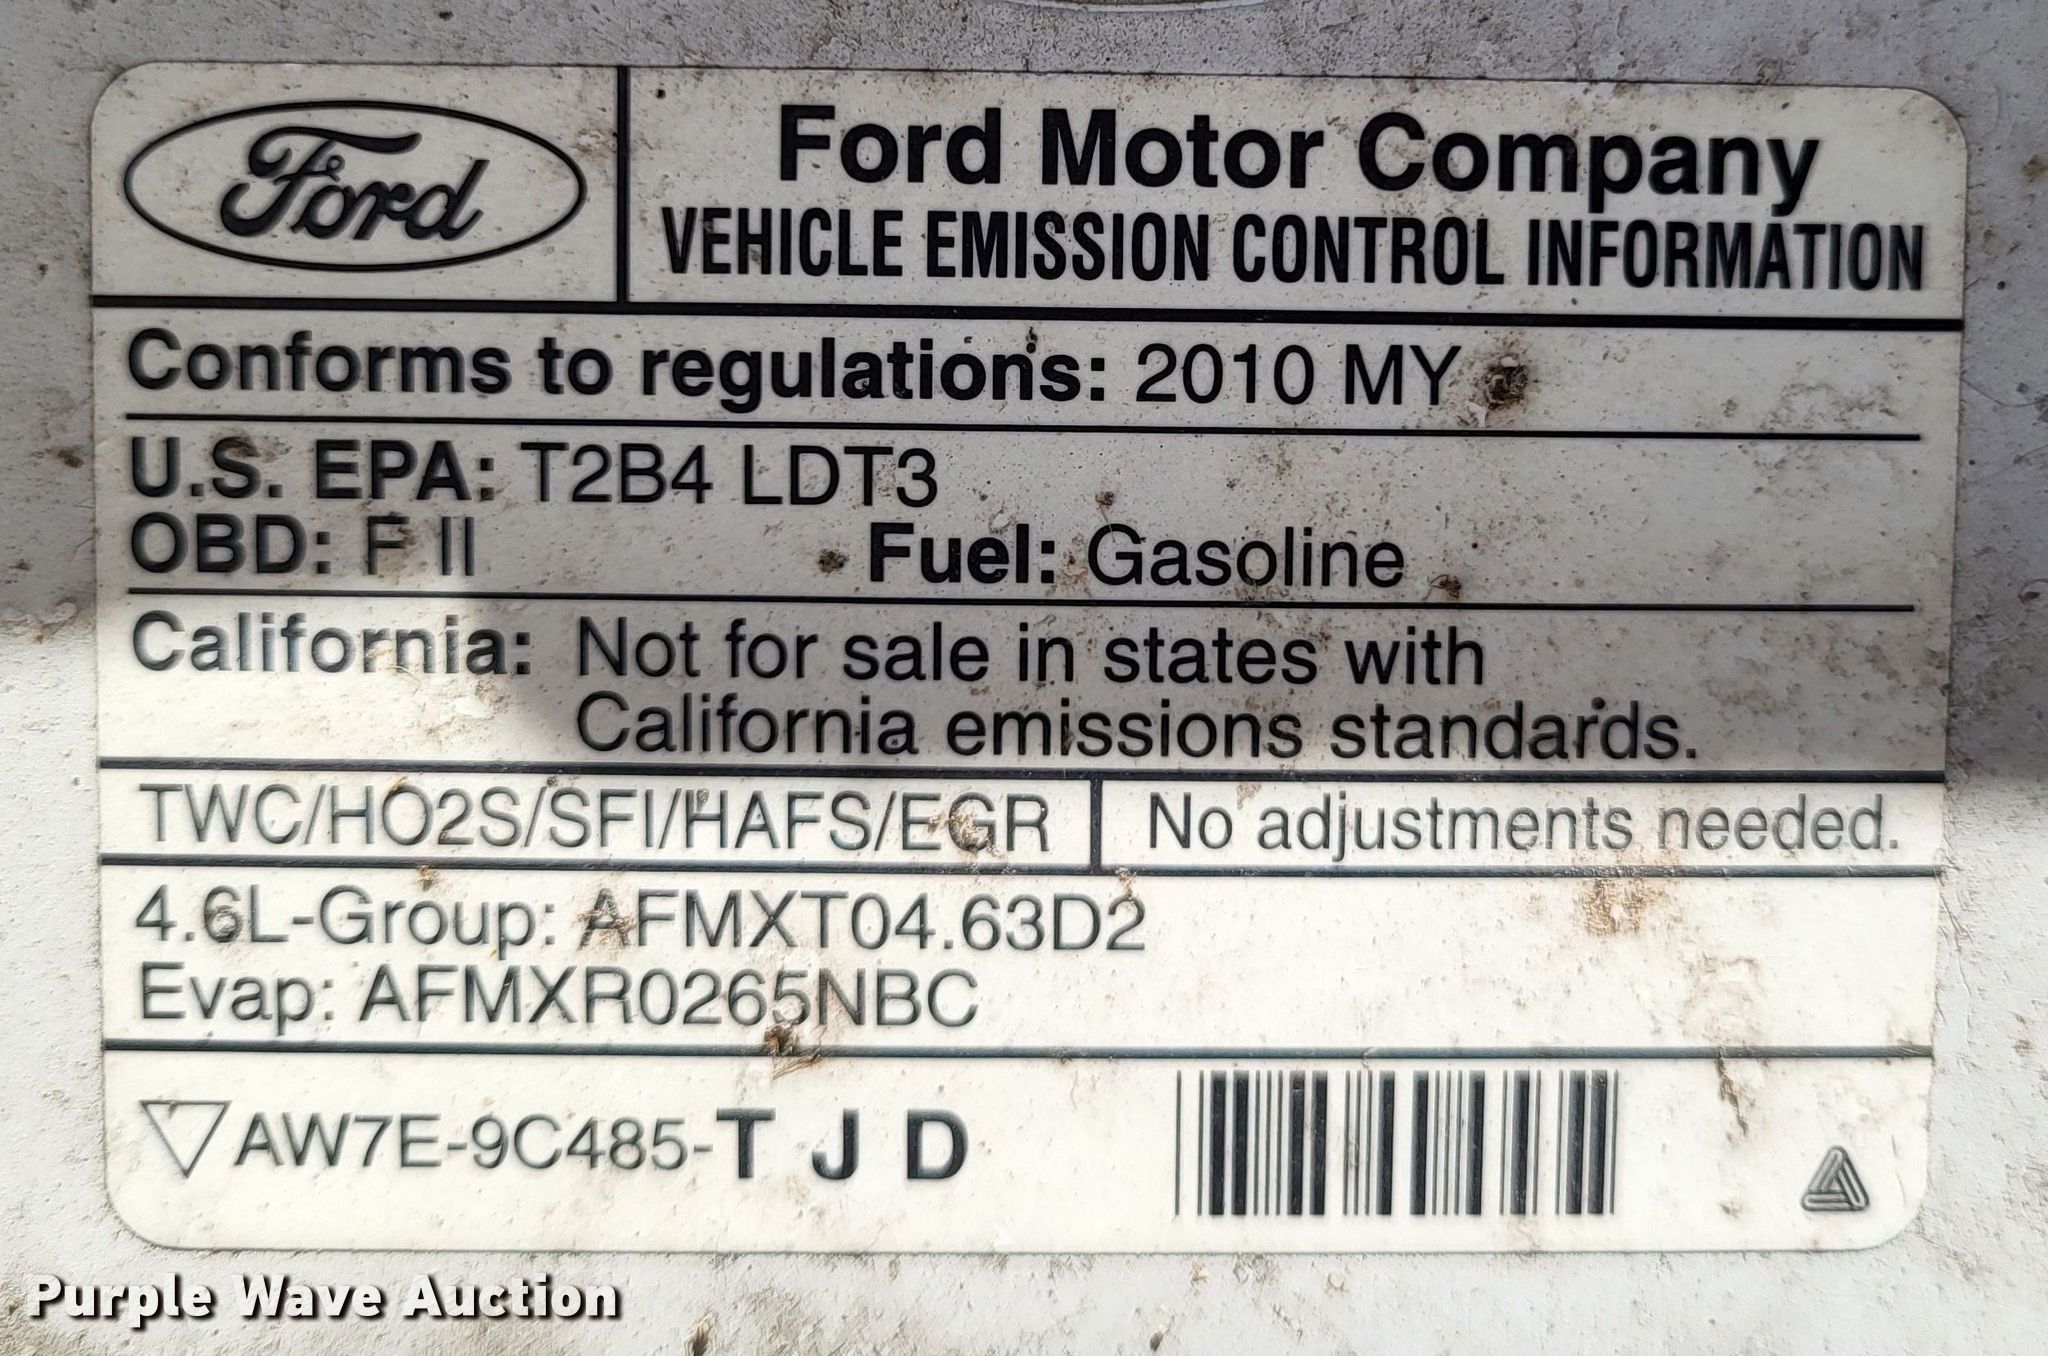 Ford
Ford Motor Company
VEHICLE EMISSION CONTROL INFORMATION
Conforms to regulations: 2010 MY
U.S. EPA: T2B4 LDT3
OBD: F II Fuel: Gasoline
California: Not for sale in states with
California emissions standards.
TWC/HO2S/SFI/HAFS/EGR No adjustments needed.
4.6L-Group: AFMXT04.63D2
Evap: AFMXR0265NBC
AW7E-9C485-T J D
Purple Wave Auction